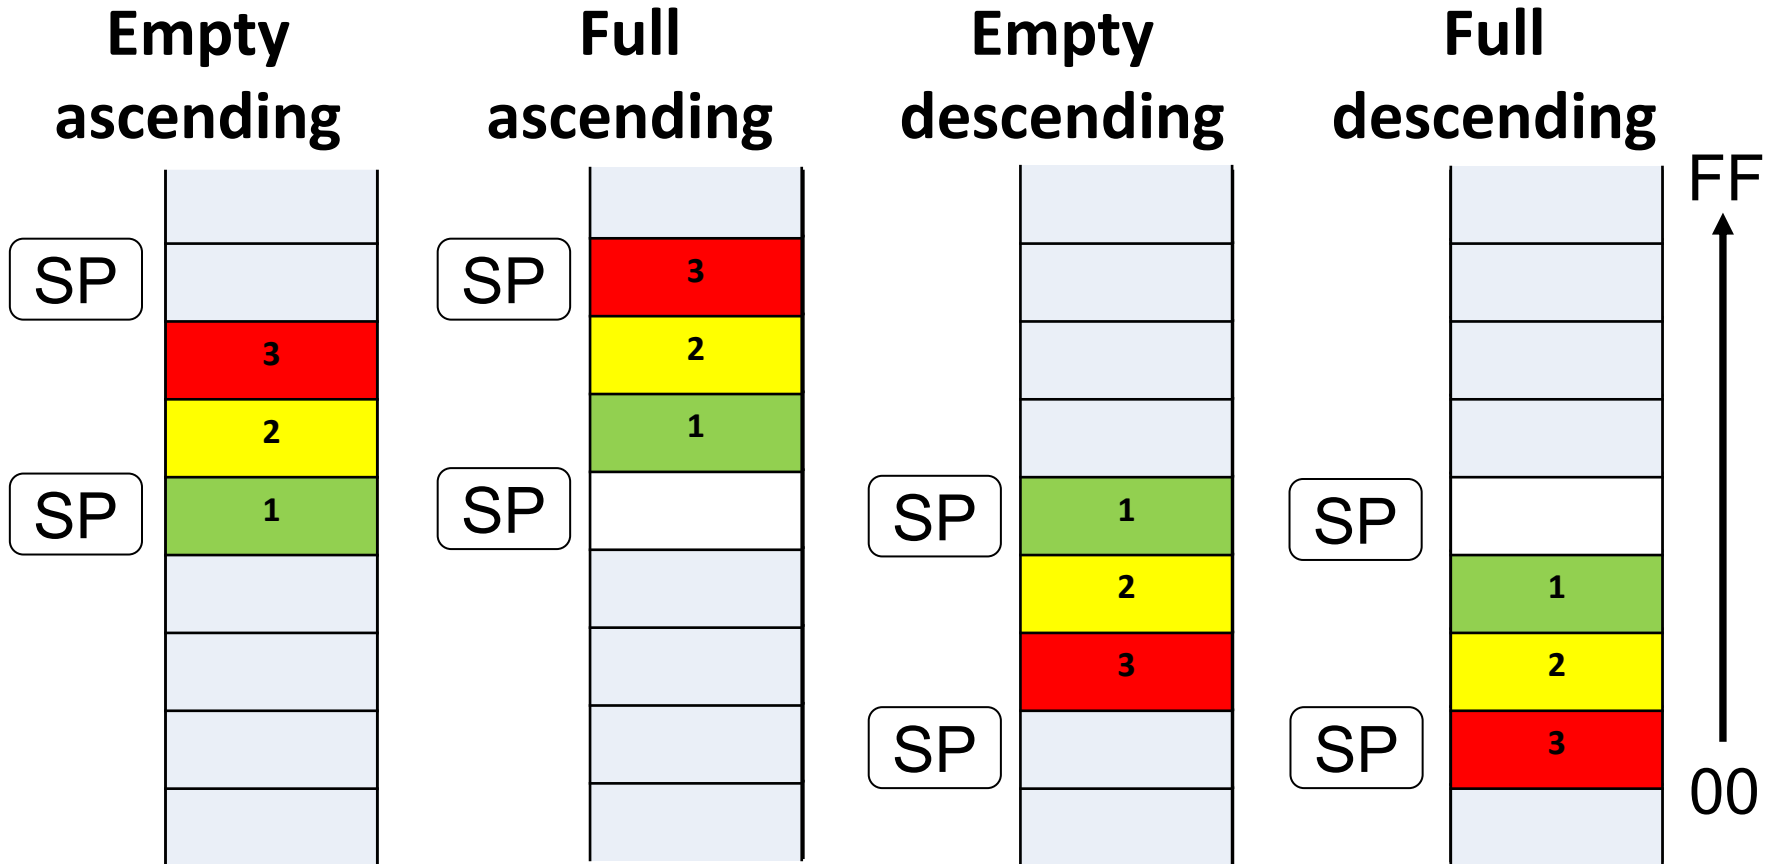 Empty
ascending
Full
ascending
Empty
descending
Full
descending
SP
3
2
SP
1
SP
3
2
1
SP
SP
1
2
3
SP
SP
1
2
SP
3
FF
00